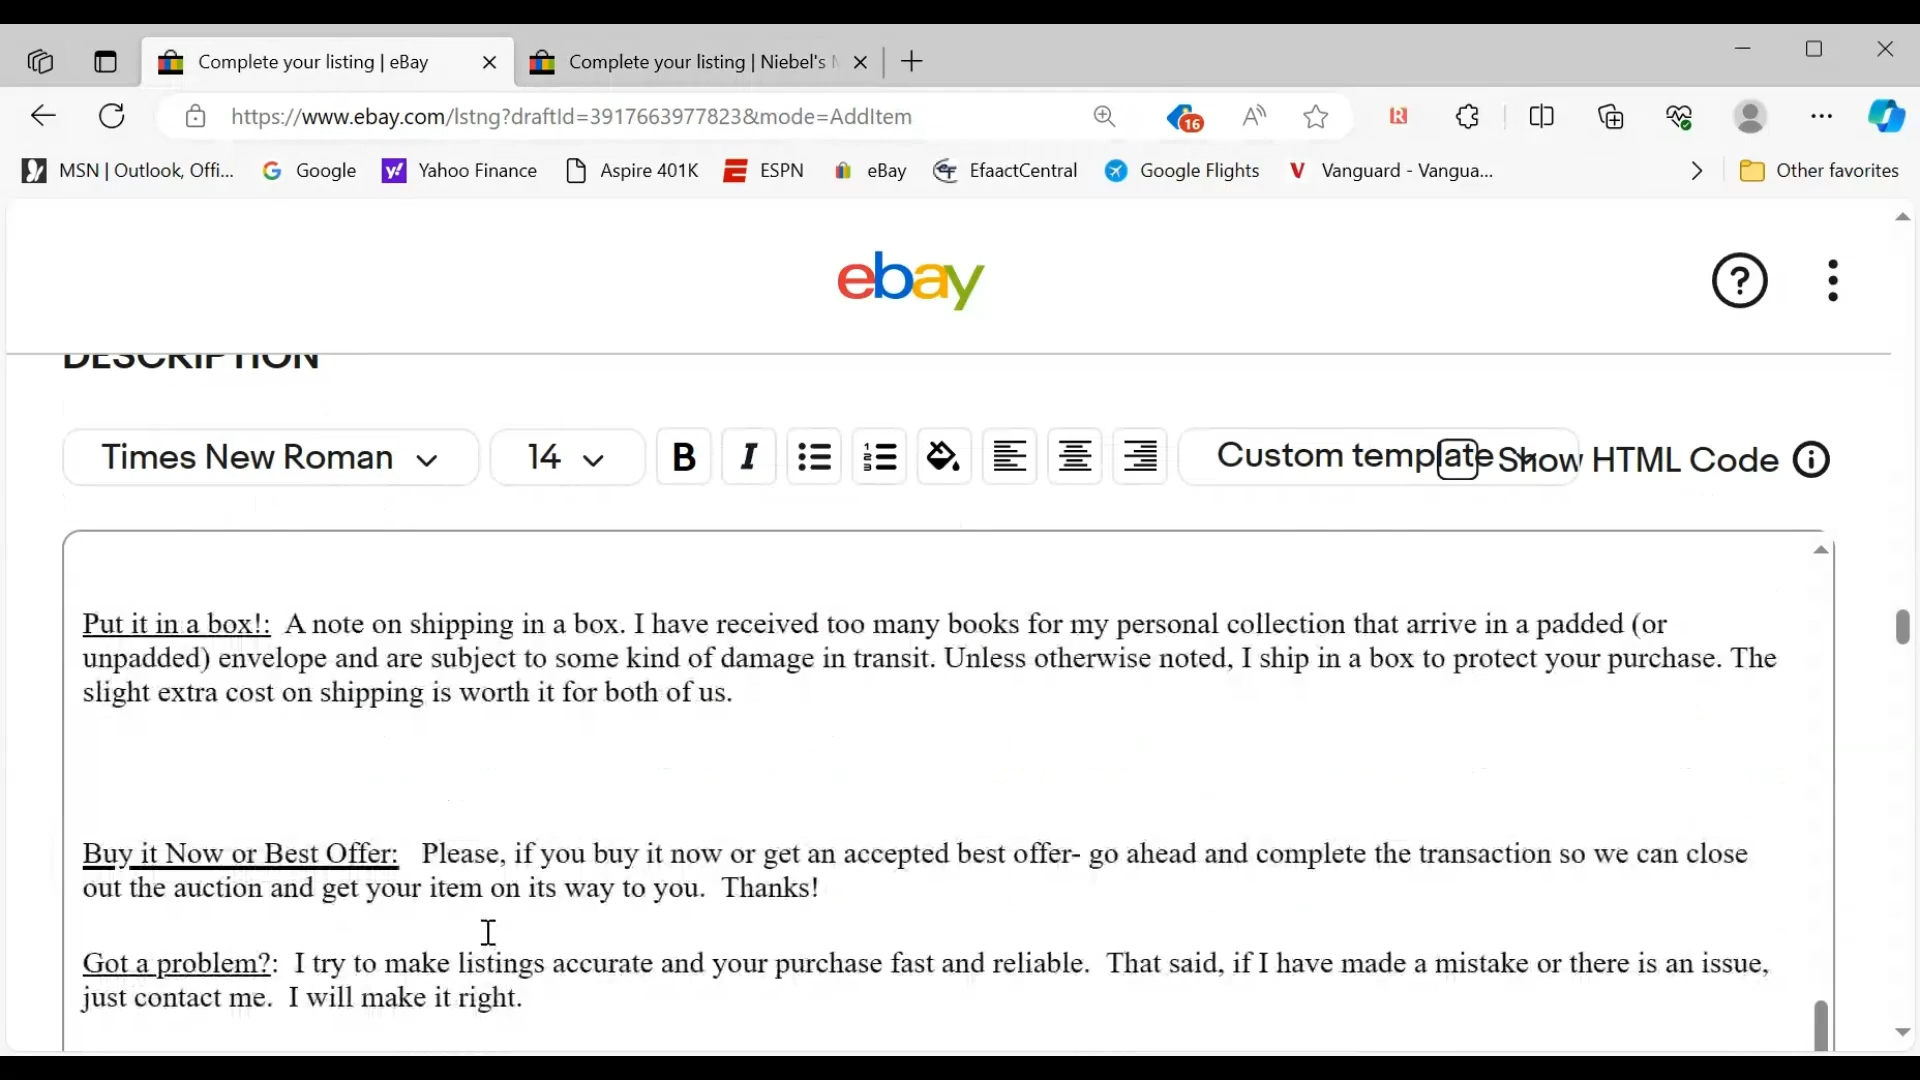 Complete your listing | eBay
Complete your listing | Niebel's
https://www.ebay.com/lstng?draftId=3917663977823&mode=AddItem
16
MSN | Outlook, Offi...
Google
Yahoo Finance
Aspire 401K
ESPN
eBay
EfaactCentral
Google Flights
Vanguard - Vangua...
Other favorites
ebay
DESCRIPTION
Times New Roman
14
B
I
Custom template
Show HTML Code
Put it in a box!: A note on shipping in a box. I have received too many books for my personal collection that arrive in a padded (or
unpadded) envelope and are subject to some kind of damage in transit. Unless otherwise noted, I ship in a box to protect your purchase. The
slight extra cost on shipping is worth it for both of us.
Buy it Now or Best Offer: Please, if you buy it now or get an accepted best offer- go ahead and complete the transaction so we can close
out the auction and get your item on its way to you. Thanks!
Got a problem?: I try to make listings accurate and your purchase fast and reliable. That said, if I have made a mistake or there is an issue,
just contact me. I will make it right.